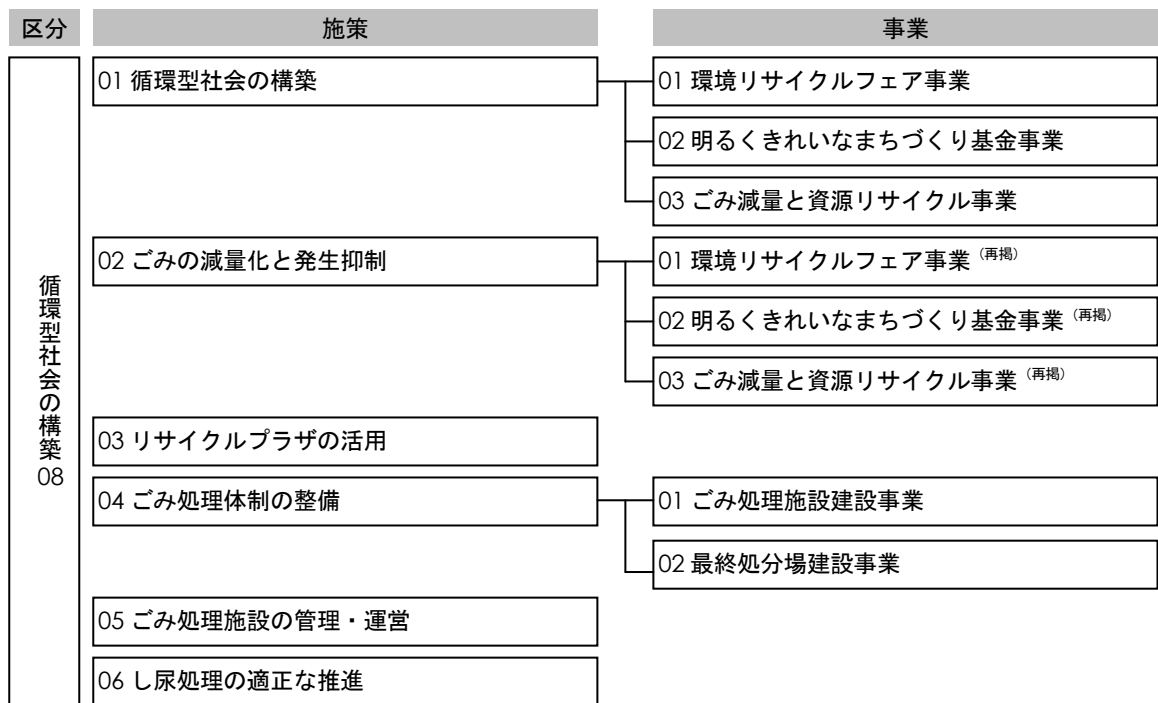 区分 施策 事業
循環型社会の構築 08
01 循環型社会の構築
01 環境リサイクルフェア事業
02 明るくきれいなまちづくり基金事業
03 ごみ減量と資源リサイクル事業
02 ごみの減量化と発生抑制
01 環境リサイクルフェア事業（再掲）
02 明るくきれいなまちづくり基金事業（再掲）
03 ごみ減量と資源リサイクル事業（再掲）
03 リサイクルプラザの活用
04 ごみ処理体制の整備
01 ごみ処理施設建設事業
02 最終処分場建設事業
05 ごみ処理施設の管理・運営
06 し尿処理の適正な推進